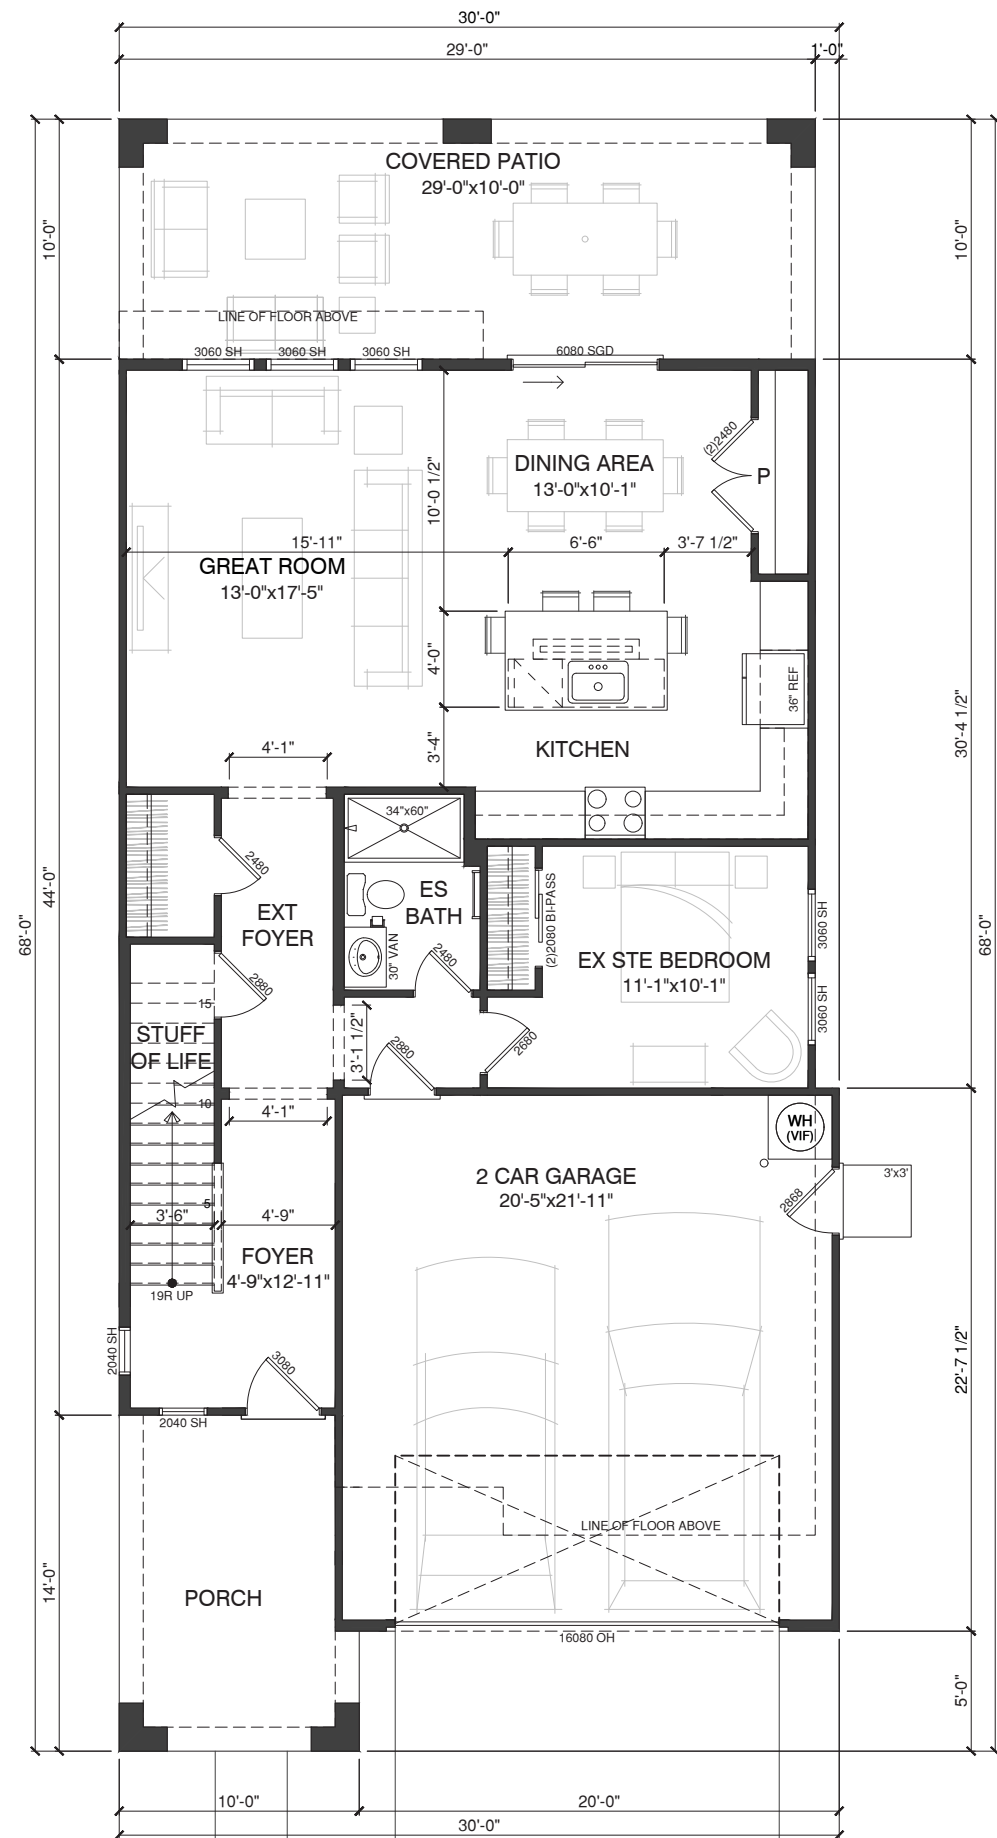 30'-0"
29'-0"
1'-0"
COVERED PATIO
29'-0"x10'-0"
10'-0"
10'-0"
LINE OF FLOOR ABOVE
3060 SH
3060 SH
3060 SH
6080 SGD
(2)2480
P
DINING AREA
13'-0"x10'-1"
10'-0 1/2"
15'-11"
6'-6"
3'-7 1/2"
GREAT ROOM
13'-0"x17'-5"
4'-0"
36" REF
30'-4 1/2"
3'-4"
4'-1"
KITCHEN
34"x60"
2480
44'-0"
68'-0"
68'-0"
ES
BATH
EXT
FOYER
(2)2080 BI-PASS
3060 SH
30" VAN
2480
EX STE BEDROOM
11'-1"x10'-1"
2880
15
3060 SH
STUFF
OF LIFE
3'-1 1/2"
2880
2680
10
4'-1"
WH
(VIF)
2 CAR GARAGE
20'-5"x21'-11"
3'x3'
2868
5
3'-6"
4'-9"
FOYER
4'-9"x12'-11"
19R UP
2040 SH
3080
22'-7 1/2"
2040 SH
LINE OF FLOOR ABOVE
14'-0"
PORCH
16080 OH
5'-0"
10'-0"
20'-0"
30'-0"